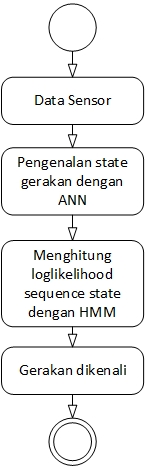 Data Sensor
Pengenalan state
gerakan dengan
ANN
Menghitung
loglikelihood
sequence state
dengan HMM
Gerakan dikenali